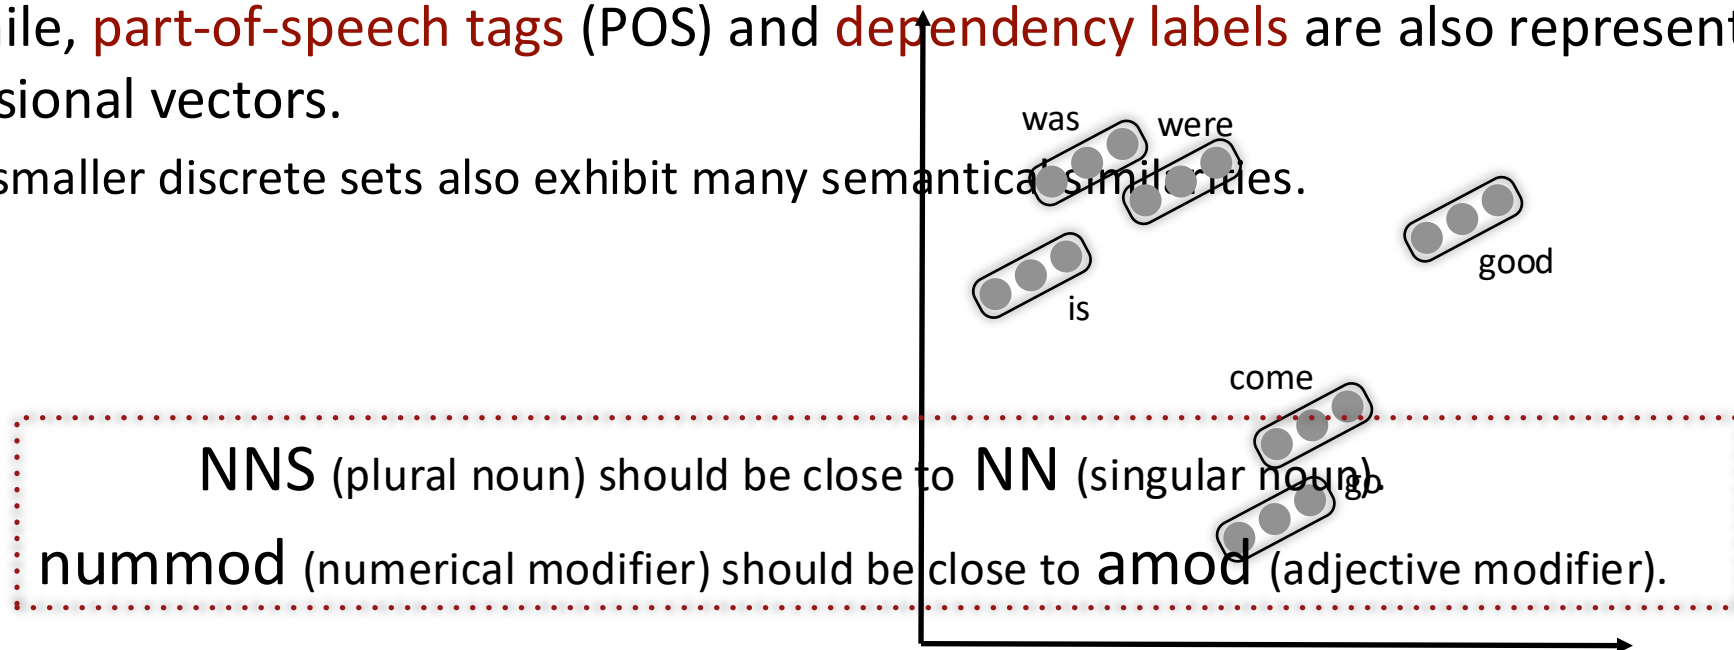 ile, part-of-speech tags (POS) and dependency labels are also represent
sional vectors.
was were
smaller discrete sets also exhibit many semantical similarities.
good
is
come
NNS (plural noun) should be close to NN (singular noun).
go
nummod (numerical modifier) should be close to amod (adjective modifier).